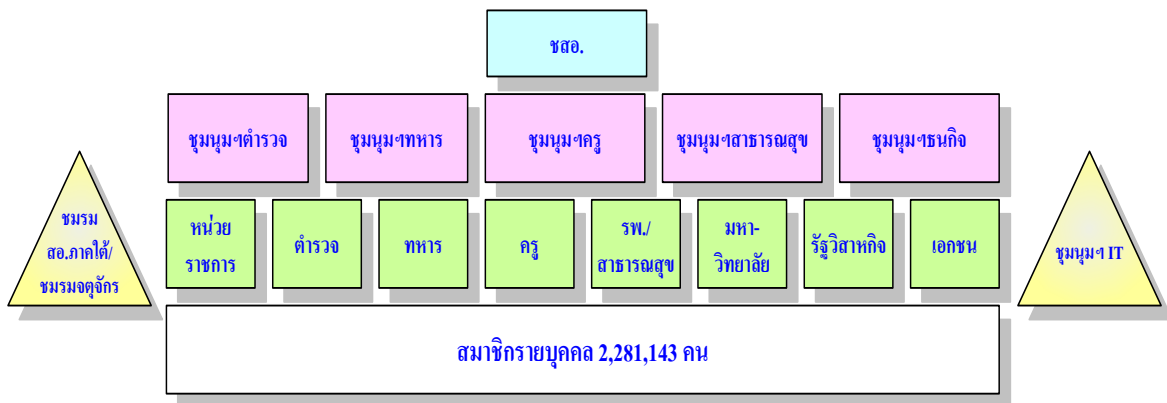 ชสอ.
ชุมนุมฯตำรวจ
ชุมนุมฯทหาร
ชุมนุมฯครู
ชุมนุมฯสาธารณสุข
ชุมนุมฯธนกิจ
ชมรม
สอ.ภาคใต้/
ชมรมจตุจักร
หน่วย
ราชการ
ตำรวจ
ทหาร
ครู
รพ./
สาธารณสุข
มหา-
วิทยาลัย
รัฐวิสาหกิจ
เอกชน
ชุมนุมฯ IT
สมาชิกรายบุคคล 2,281,143 คน